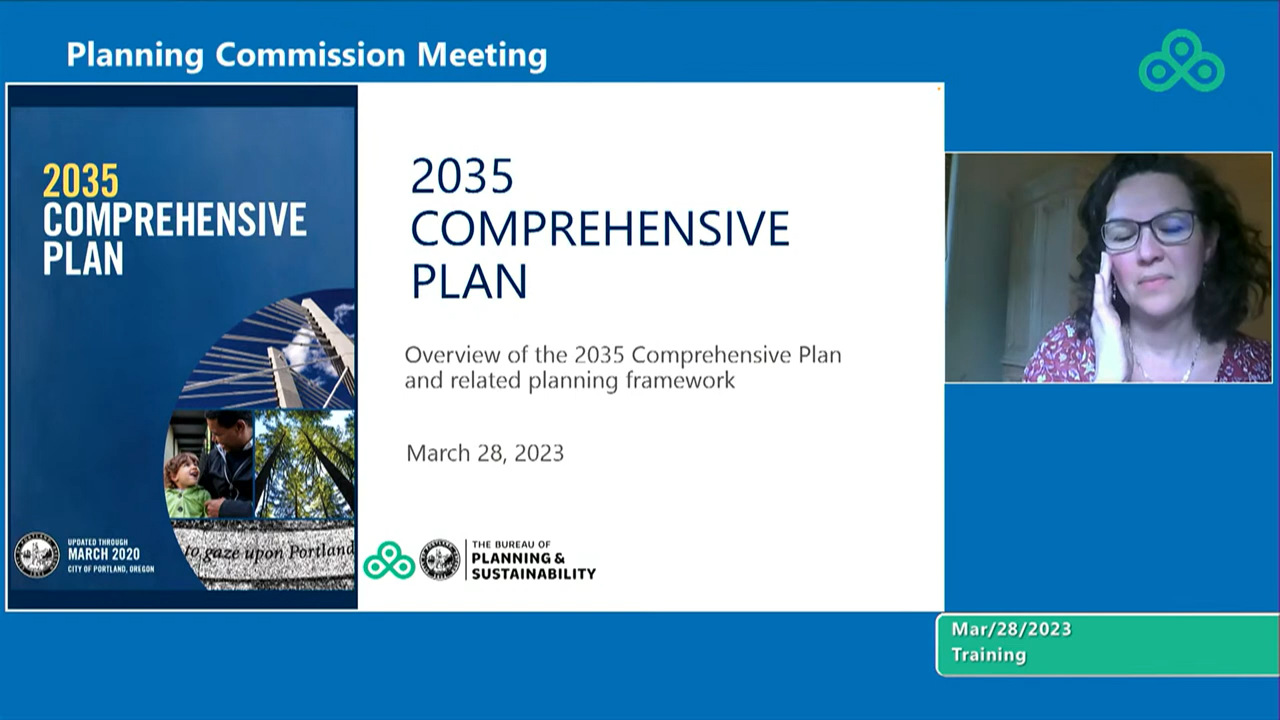 Planning Commission Meeting
2035
COMPREHENSIVE
PLAN
UPDATED THROUGH
MARCH 2020
CITY OF PORTLAND, OREGON
to gaze upon Portland
2035
COMPREHENSIVE
PLAN
Overview of the 2035 Comprehensive Plan
and related planning framework
March 28, 2023
THE BUREAU OF
PLANNING &
SUSTAINABILITY
Mar/28/2023
Training